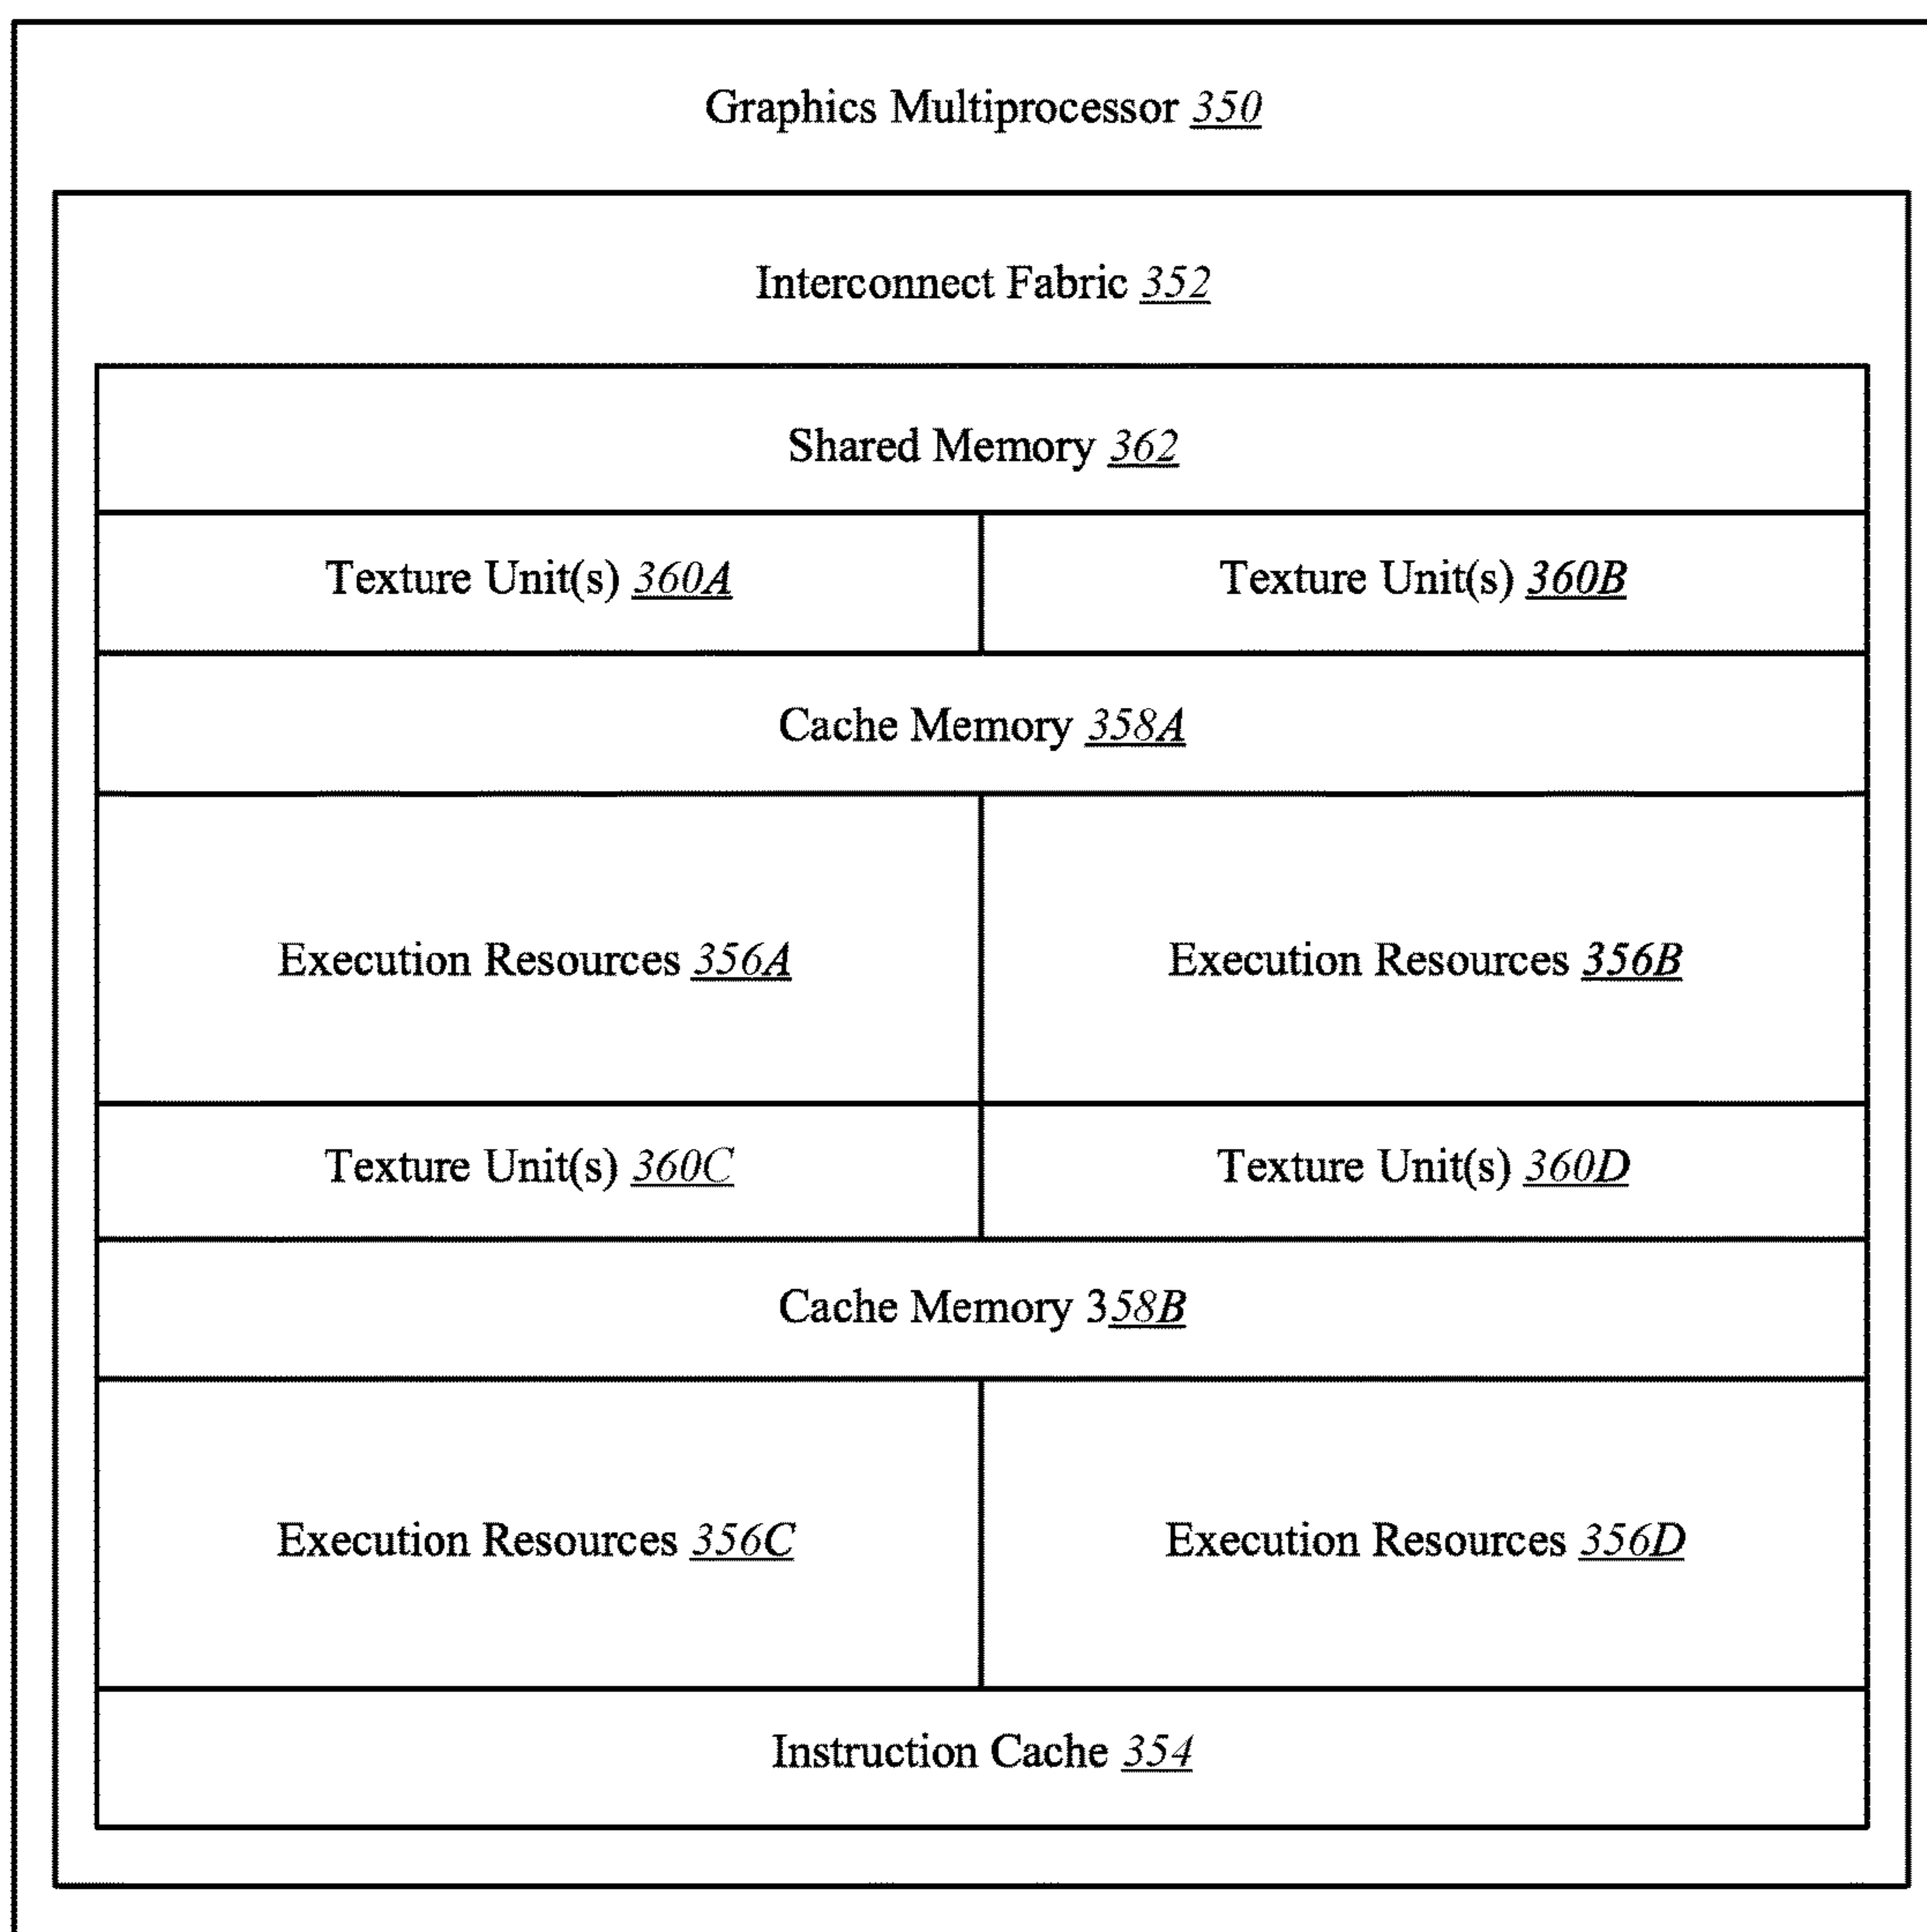 Graphics Multiprocessor 350
Interconnect Fabric 352
Shared Memory 362
Texture Unit(s) 360A
Texture Unit(s) 360B
Cache Memory 358A
Execution Resources 356A
Execution Resources 356B
Texture Unit(s) 360C
Texture Unit(s) 360D
Cache Memory 358B
Execution Resources 356C
Execution Resources 356D
Instruction Cache 354